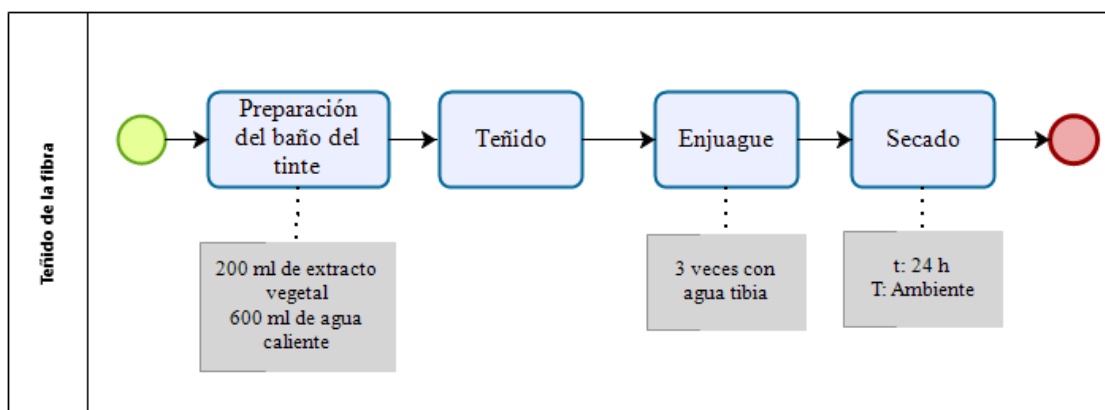 Teñido de la fibra
Preparación
del baño del
tinte
Teñido
Enjuague
Secado
200 ml de extracto
vegetal
600 ml de agua
caliente
3 veces con
agua tibia
t: 24 h
T: Ambiente